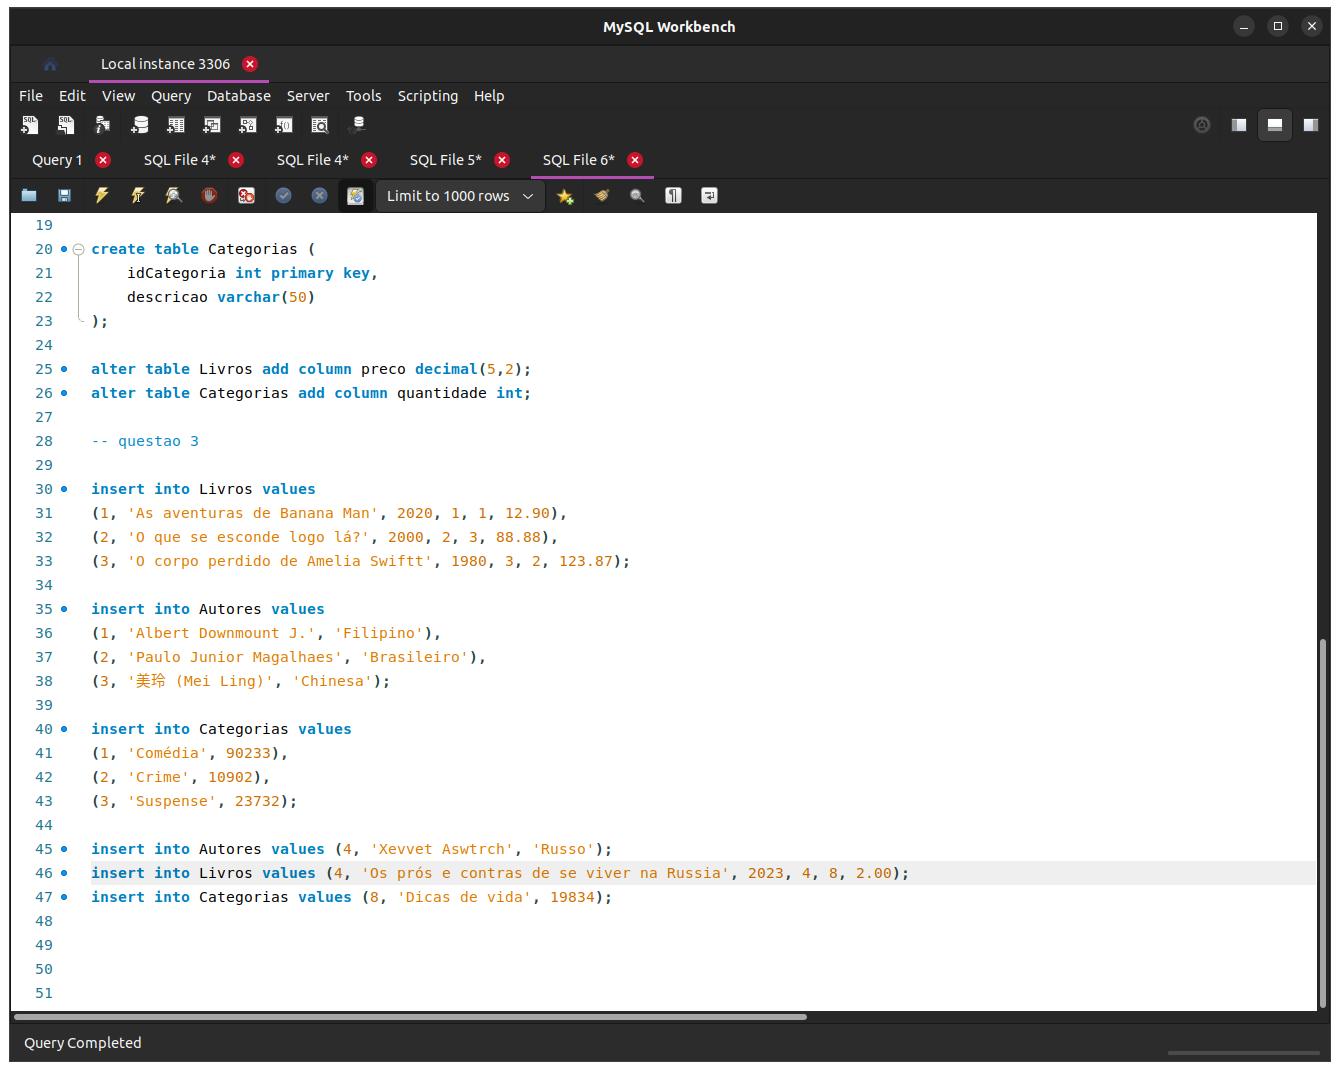 MySQL Workbench
Local instance 3306
File Edit View Query Database Server Tools Scripting Help
Query 1 SQL File 4* SQL File 4* SQL File 5* SQL File 6*
Limit to 1000 rows
19
20 create table Categorias (
21 idCategoria int primary key,
22 descricao varchar(50)
23 );
24
25 alter table Livros add column preco decimal(5,2);
26 alter table Categorias add column quantidade int;
27
28 -- questao 3
29
30 insert into Livros values
31 (1, 'As aventuras de Banana Man', 2020, 1, 1, 12.90),
32 (2, 'O que se esconde logo lá?', 2000, 2, 3, 88.88),
33 (3, 'O corpo perdido de Amelia Swiftt', 1980, 3, 2, 123.87);
34
35 insert into Autores values
36 (1, 'Albert Downmount J.', 'Filipino'),
37 (2, 'Paulo Junior Magalhaes', 'Brasileiro'),
38 (3, '美玲 (Mei Ling)', 'Chinesa');
39
40 insert into Categorias values
41 (1, 'Comédia', 90233),
42 (2, 'Crime', 10902),
43 (3, 'Suspense', 23732);
44
45 insert into Autores values (4, 'Xevvet Aswtrch', 'Russo');
46 insert into Livros values (4, 'Os prós e contras de se viver na Russia', 2023, 4, 8, 2.00);
47 insert into Categorias values (8, 'Dicas de vida', 19834);
48
49
50
51
Query Completed